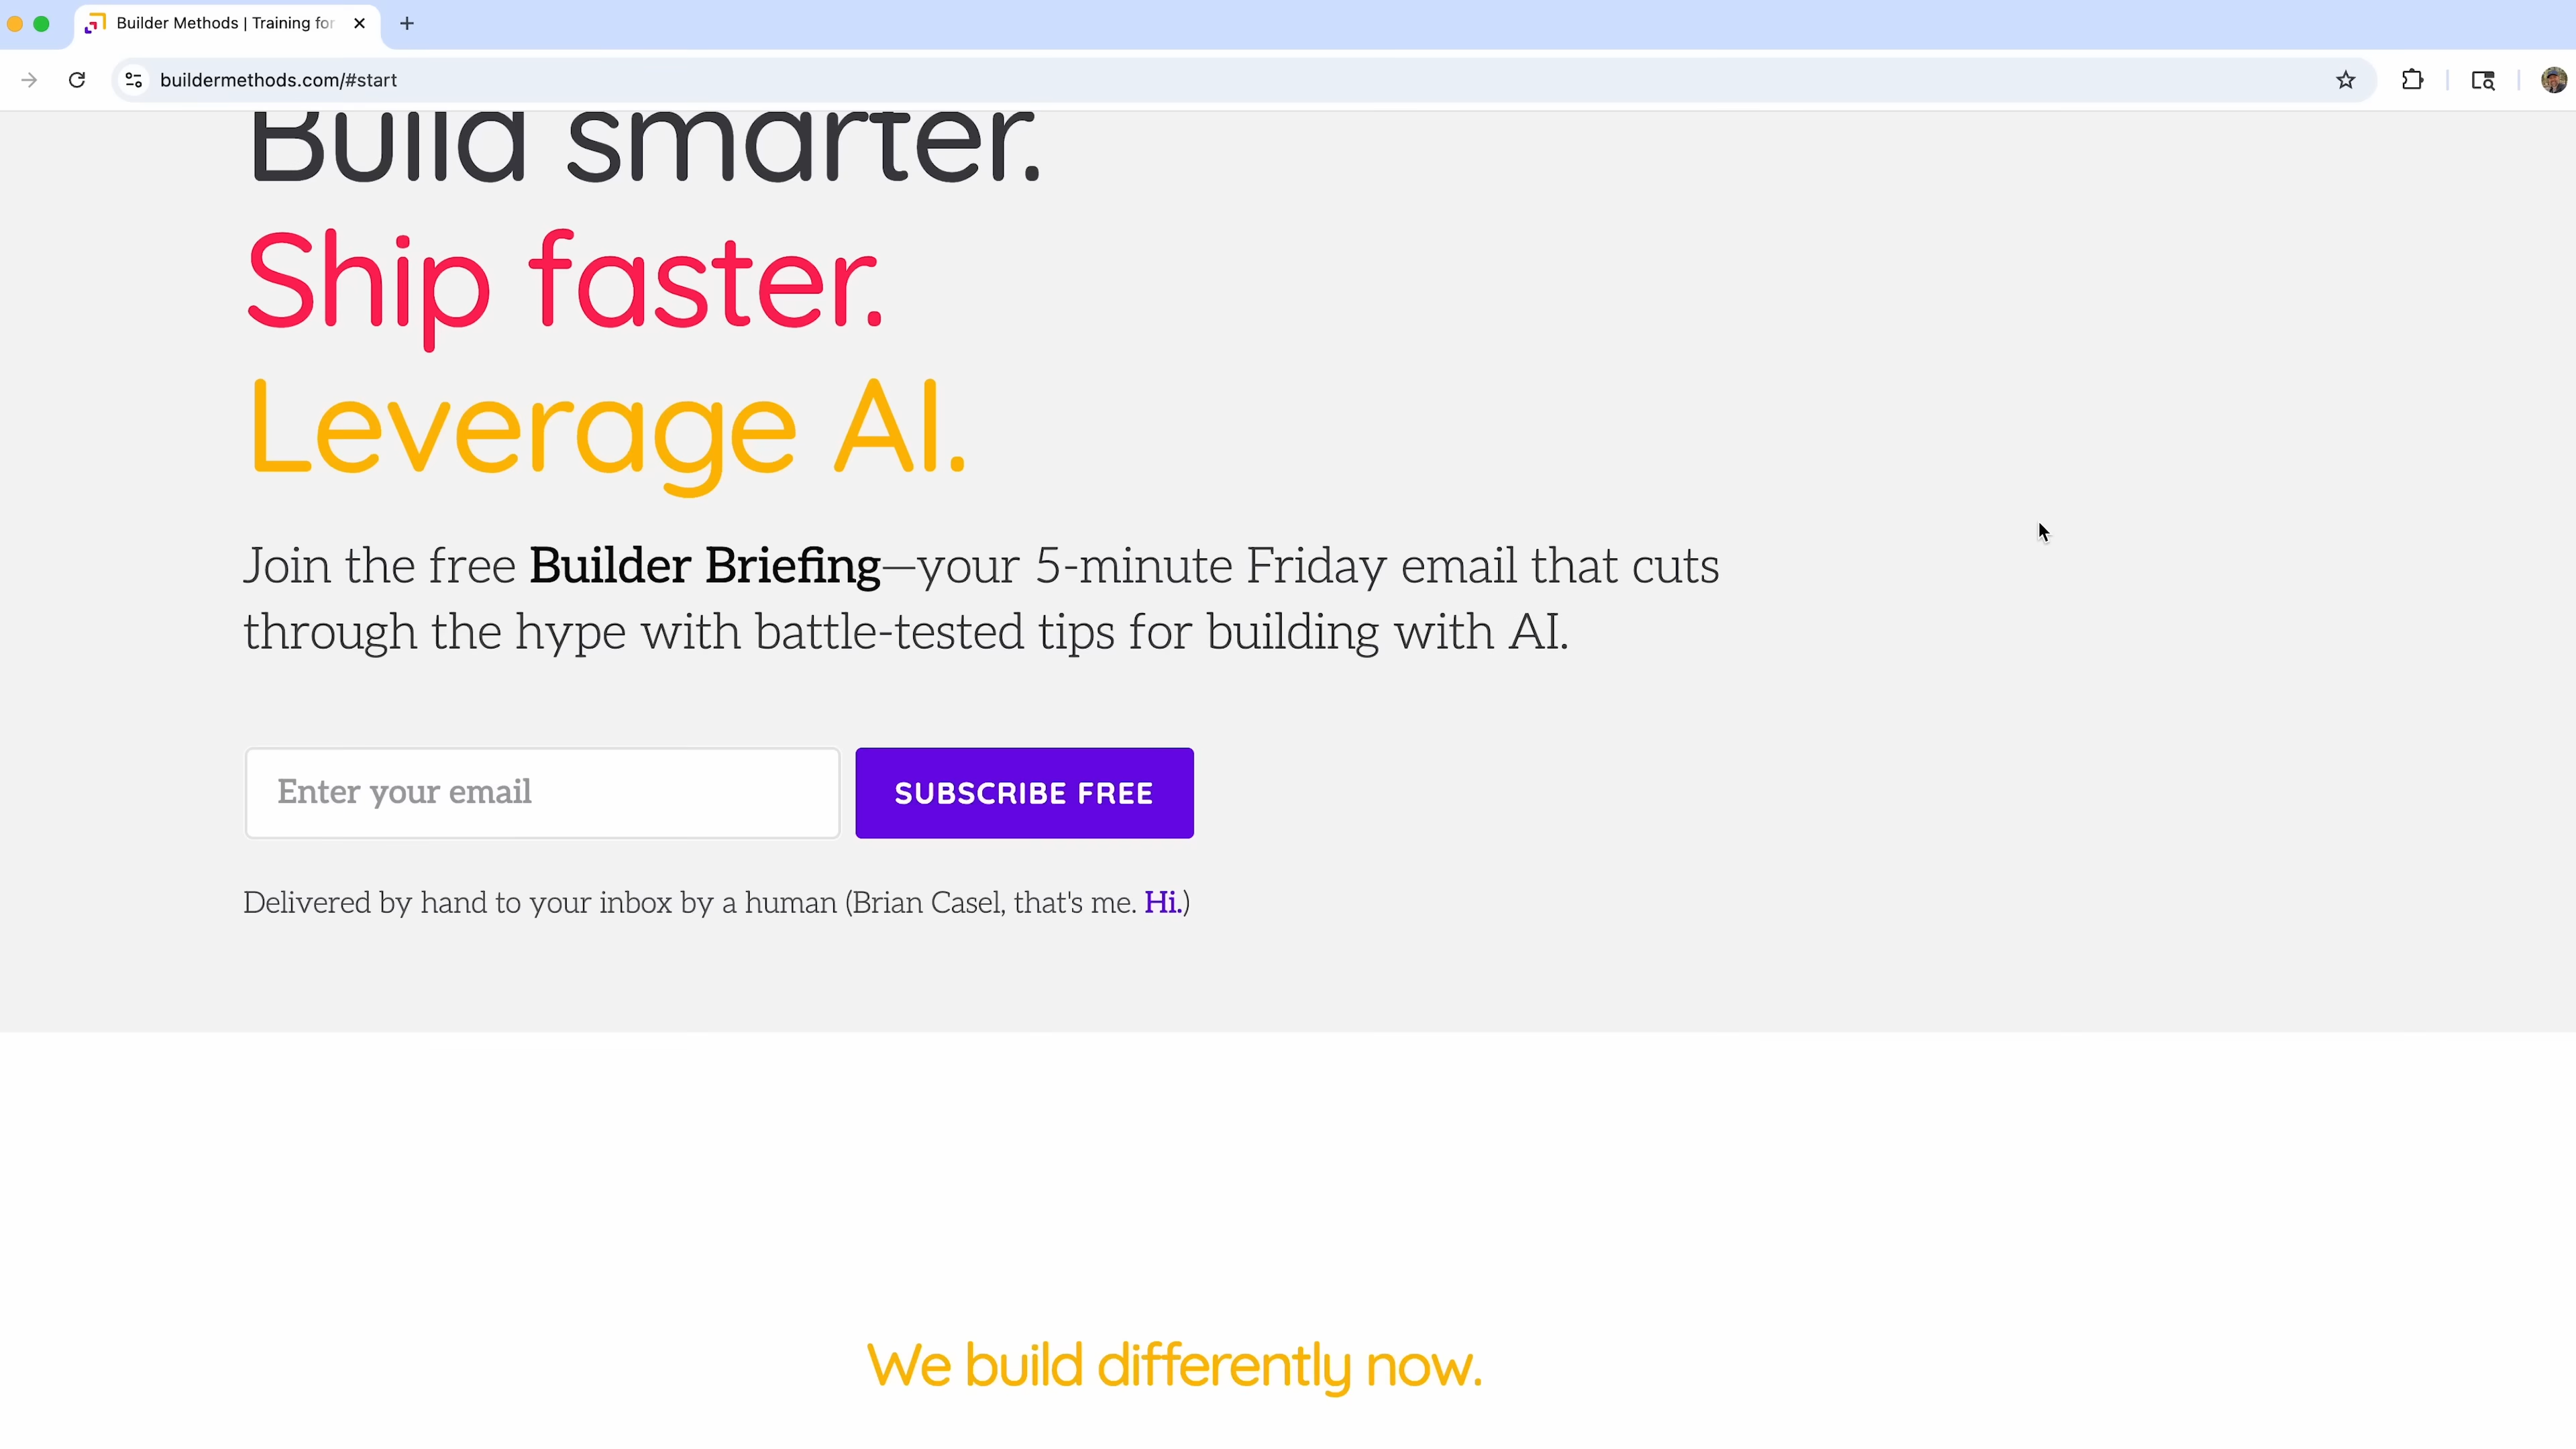 Builder Methods | Training for
buildermethods.com/#start
Build smarter.
Ship faster.
Leverage AI.
Join the free Builder Briefing—your 5-minute Friday email that cuts
through the hype with battle-tested tips for building with AI.
Enter your email
SUBSCRIBE FREE
Delivered by hand to your inbox by a human (Brian Casel, that's me. Hi.)
We build differently now.